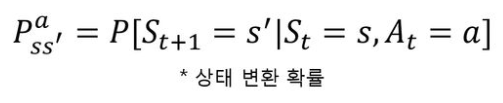 P^a_{ss'} = P[S_{t+1} = s'|S_t = s, A_t = a]
* 상태 변환 확률